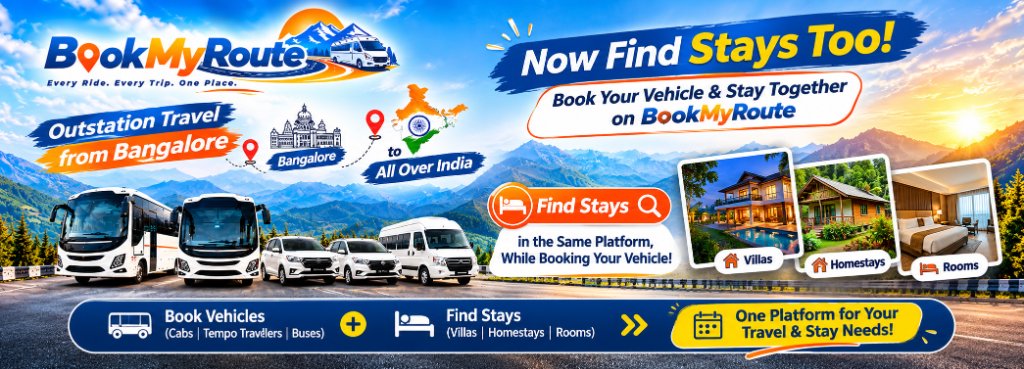 BookMyRoute
Every Ride. Every Trip. One Place.
Outstation Travel
from Bangalore
Bangalore
to
All Over India
Now Find Stays Too!
Book Your Vehicle & Stay Together
on BookMyRoute
Find Stays
in the Same Platform,
While Booking Your Vehicle!
Villas
Homestays
Rooms
Book Vehicles
(Cabs | Tempo Travellers | Buses)
Find Stays
(Villas | Homestays | Rooms)
One Platform for Your
Travel & Stay Needs!